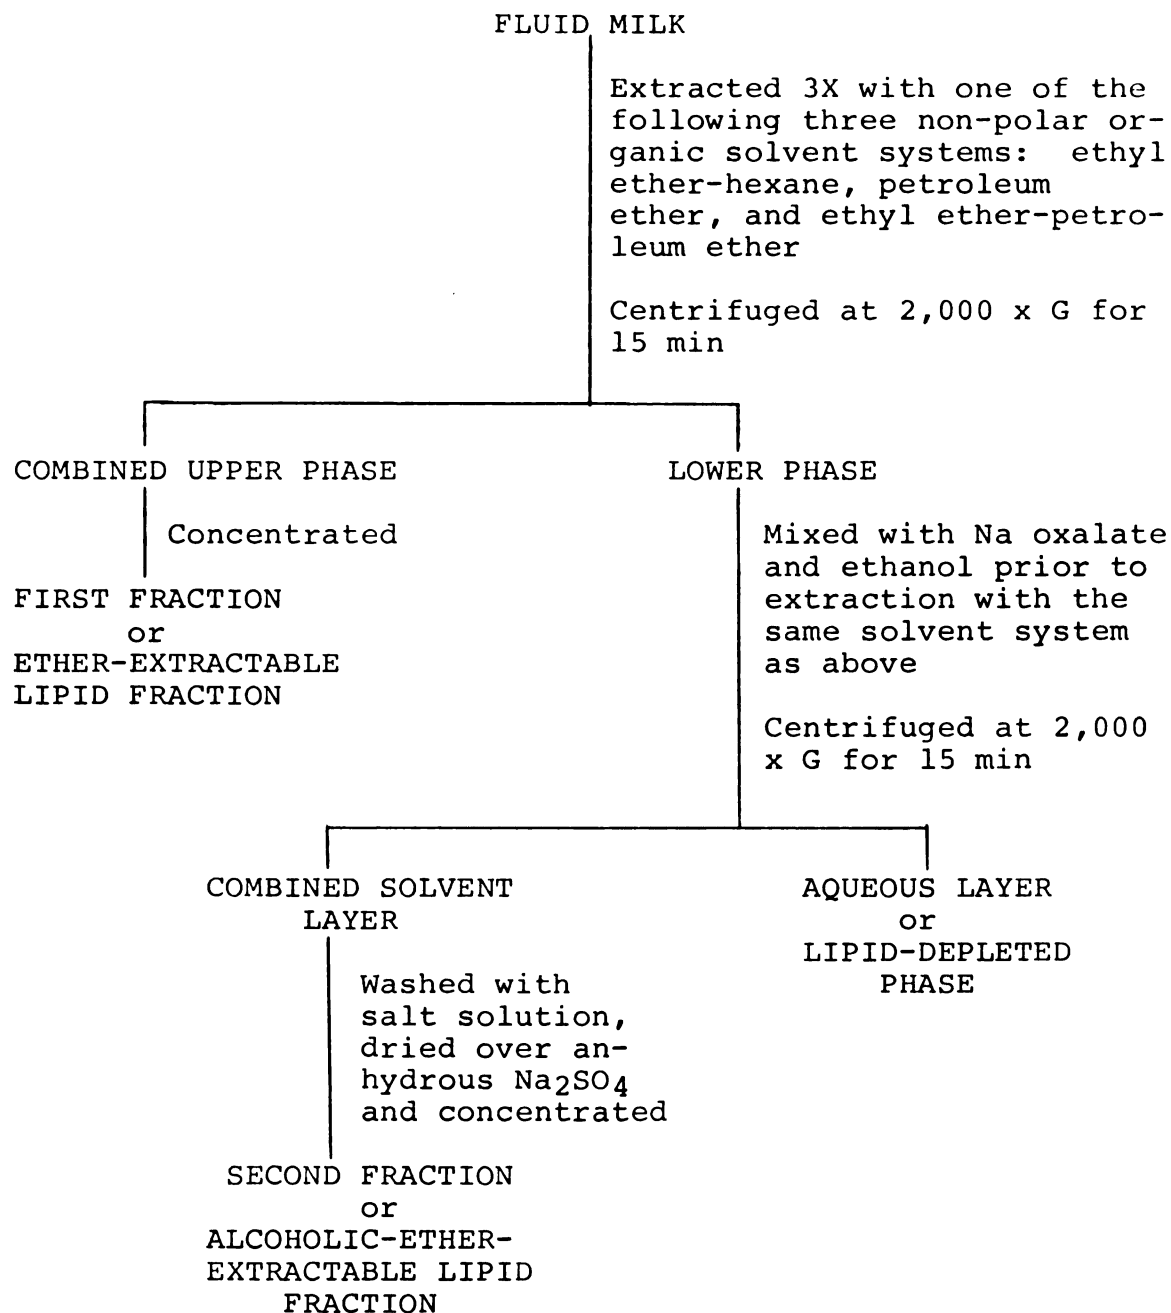 FLUID MILK
Extracted 3X with one of the
following three non-polar or-
ganic solvent systems: ethyl
ether-hexane, petroleum
ether, and ethyl ether-petro-
leum ether
Centrifuged at 2,000 x G for
15 min
COMBINED UPPER PHASE
LOWER PHASE
Concentrated
FIRST FRACTION
or
ETHER-EXTRACTABLE
LIPID FRACTION
Mixed with Na oxalate
and ethanol prior to
extraction with the
same solvent system
as above
Centrifuged at 2,000
x G for 15 min
COMBINED SOLVENT
LAYER
AQUEOUS LAYER
or
LIPID-DEPLETED
PHASE
Washed with
salt solution,
dried over an-
hydrous Na2SO4
and concentrated
SECOND FRACTION
or
ALCOHOLIC-ETHER-
EXTRACTABLE LIPID
FRACTION